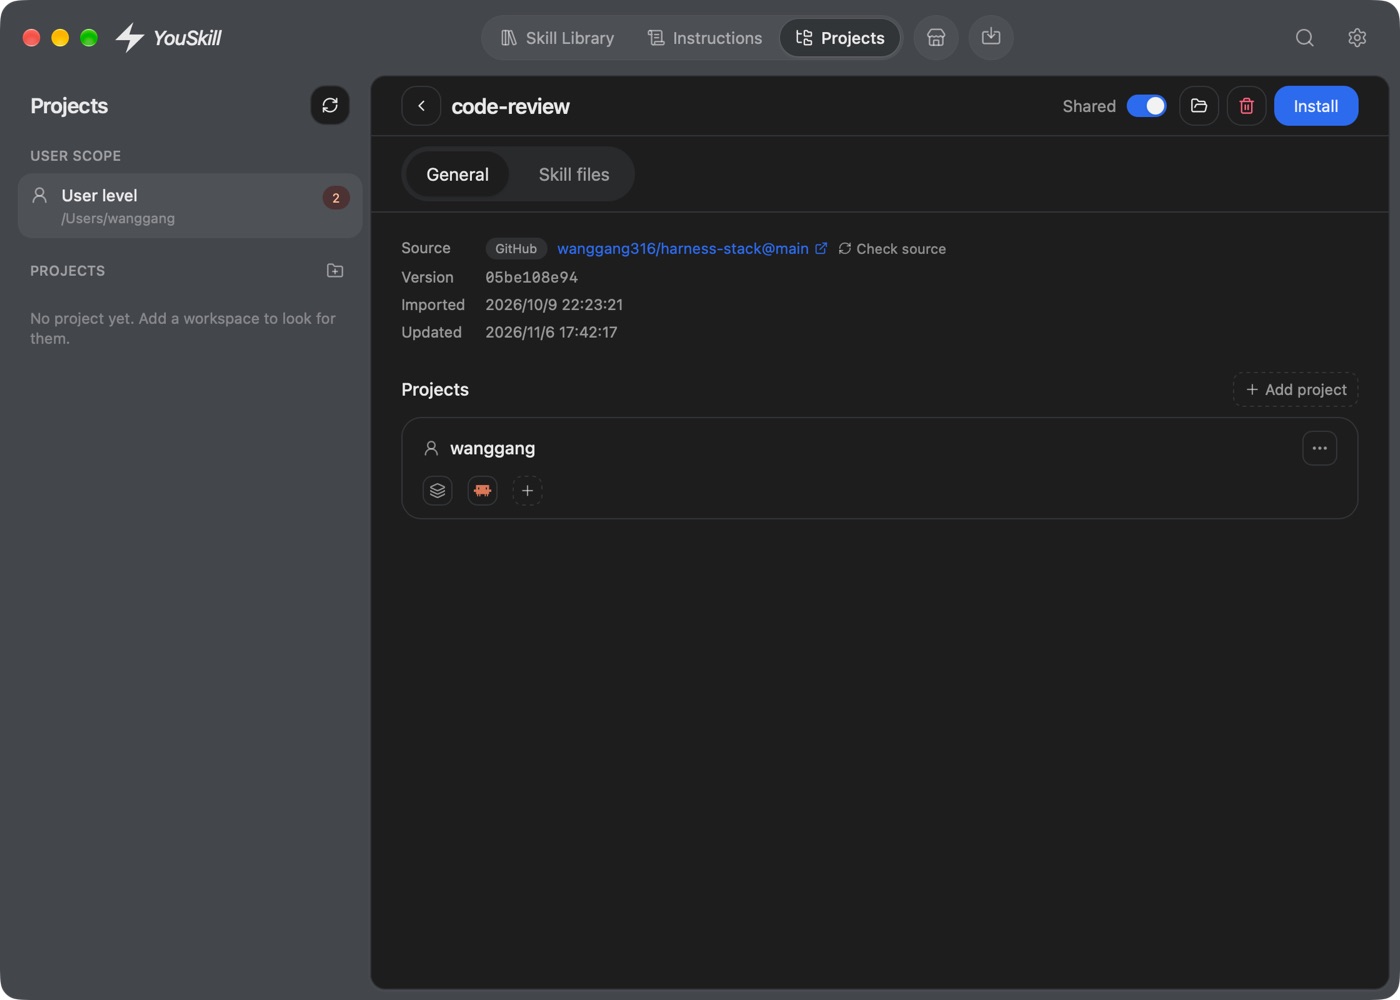 YouSkill
Skill Library
Instructions
Projects
Projects
USER SCOPE
User level
2
/Users/wanggang
PROJECTS
No project yet. Add a workspace to look for
them.
code-review
Shared
Install
General
Skill files
Source GitHub wanggang316/harness-stack@main Check source
Version 05be108e94
Imported 2026/10/9 22:23:21
Updated 2026/11/6 17:42:17
Projects
Add project
wanggang